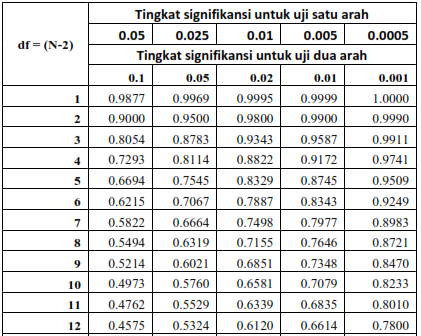 df = (N-2)
Tingkat signifikansi untuk uji satu arah
0.05 0.025 0.01 0.005 0.0005
Tingkat signifikansi untuk uji dua arah
0.1 0.05 0.02 0.01 0.001
1 0.9877 0.9969 0.9995 0.9999 1.0000
2 0.9000 0.9500 0.9800 0.9900 0.9990
3 0.8054 0.8783 0.9343 0.9587 0.9911
4 0.7293 0.8114 0.8822 0.9172 0.9741
5 0.6694 0.7545 0.8329 0.8745 0.9509
6 0.6215 0.7067 0.7887 0.8343 0.9249
7 0.5822 0.6664 0.7498 0.7977 0.8983
8 0.5494 0.6319 0.7155 0.7646 0.8721
9 0.5214 0.6021 0.6851 0.7348 0.8470
10 0.4973 0.5760 0.6581 0.7079 0.8233
11 0.4762 0.5529 0.6339 0.6835 0.8010
12 0.4575 0.5324 0.6120 0.6614 0.7800